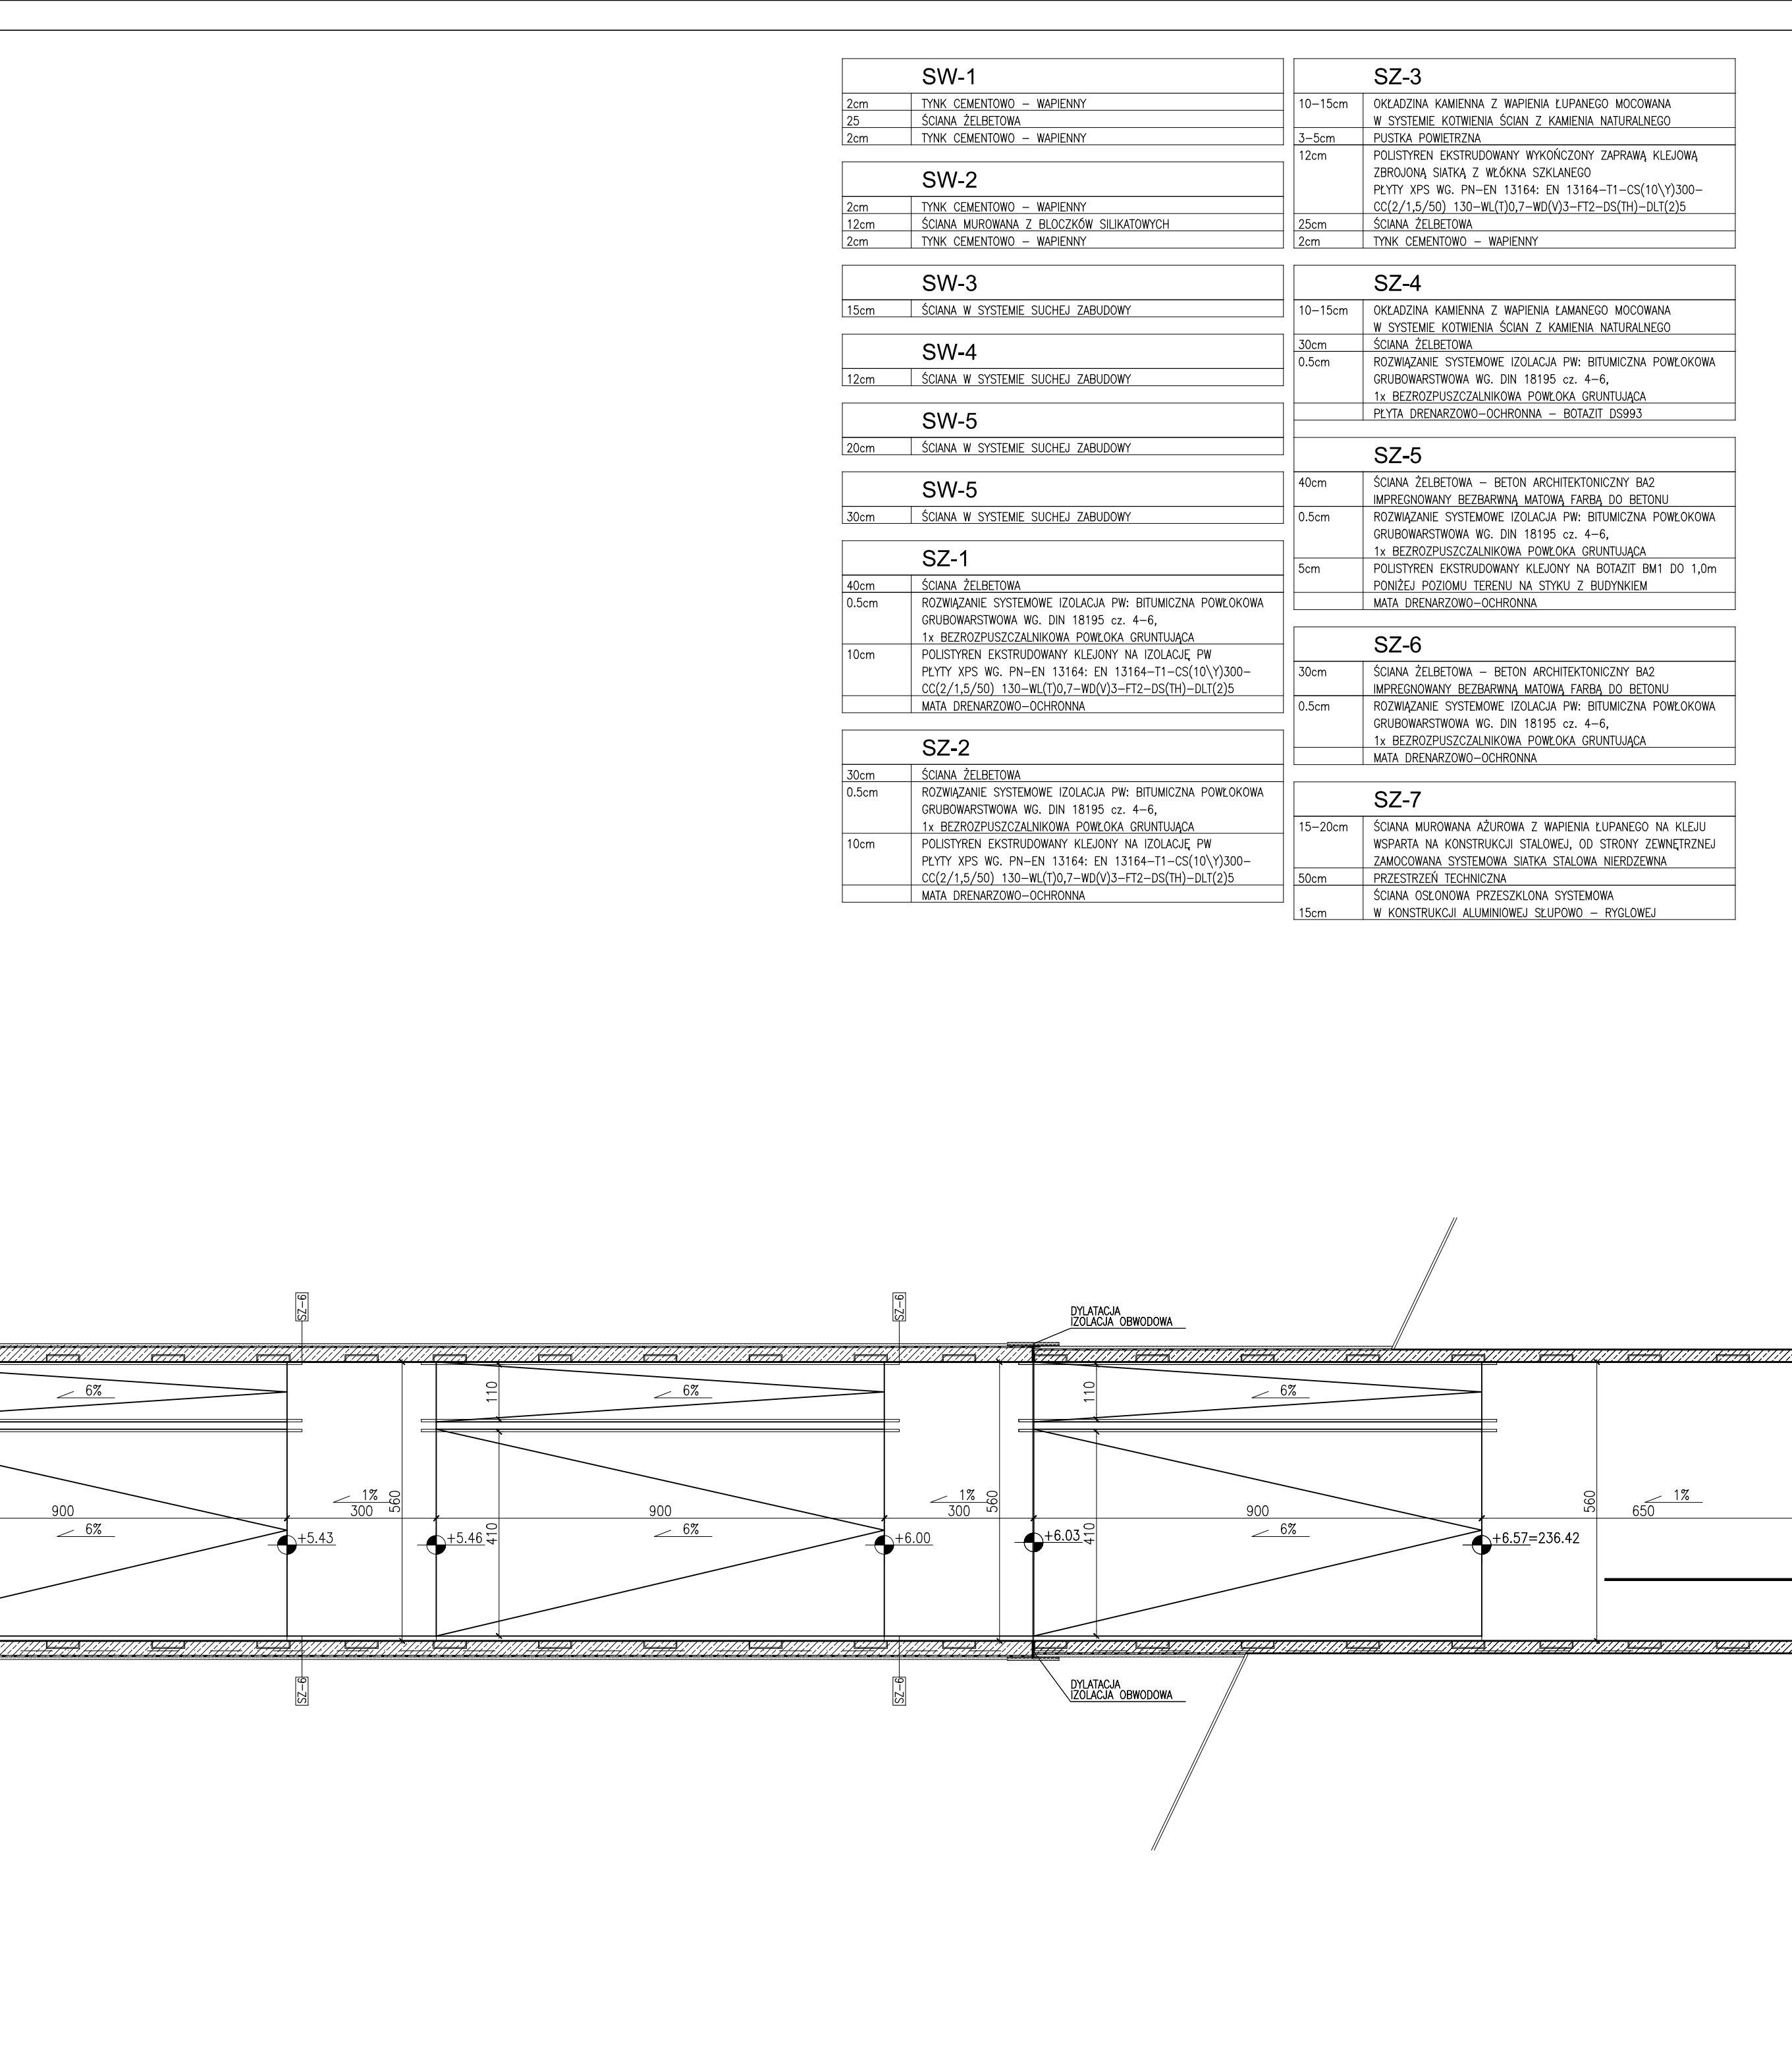 SW-1
2cm TYNK CEMENTOWO – WAPIENNY
25 ŚCIANA ŻELBETOWA
2cm TYNK CEMENTOWO – WAPIENNY
SW-2
2cm TYNK CEMENTOWO – WAPIENNY
12cm ŚCIANA MUROWANA Z BLOCZKÓW SILIKATOWYCH
2cm TYNK CEMENTOWO – WAPIENNY
SW-3
15cm ŚCIANA W SYSTEMIE SUCHEJ ZABUDOWY
SW-4
12cm ŚCIANA W SYSTEMIE SUCHEJ ZABUDOWY
SW-5
20cm ŚCIANA W SYSTEMIE SUCHEJ ZABUDOWY
SW-5
30cm ŚCIANA W SYSTEMIE SUCHEJ ZABUDOWY
SZ-1
40cm ŚCIANA ŻELBETOWA
0.5cm ROZWIĄZANIE SYSTEMOWE IZOLACJA PW: BITUMICZNA POWŁOKOWA
GRUBOWARSTWOWA WG. DIN 18195 cz. 4–6,
1x BEZROZPUSZCZALNIKOWA POWŁOKA GRUNTUJĄCA
10cm POLISTYREN EKSTRUDOWANY KLEJONY NA IZOLACJĘ PW
PŁYTY XPS WG. PN–EN 13164: EN 13164–T1–CS(10\Y)300–
CC(2/1,5/50) 130–WL(T)0,7–WD(V)3–FT2–DS(TH)–DLT(2)5
MATA DRENARZOWO–OCHRONNA
SZ-2
30cm ŚCIANA ŻELBETOWA
0.5cm ROZWIĄZANIE SYSTEMOWE IZOLACJA PW: BITUMICZNA POWŁOKOWA
GRUBOWARSTWOWA WG. DIN 18195 cz. 4–6,
1x BEZROZPUSZCZALNIKOWA POWŁOKA GRUNTUJĄCA
10cm POLISTYREN EKSTRUDOWANY KLEJONY NA IZOLACJĘ PW
PŁYTY XPS WG. PN–EN 13164: EN 13164–T1–CS(10\Y)300–
CC(2/1,5/50) 130–WL(T)0,7–WD(V)3–FT2–DS(TH)–DLT(2)5
MATA DRENARZOWO–OCHRONNA
SZ-3
10–15cm OKŁADZINA KAMIENNA Z WAPIENIA ŁUPANEGO MOCOWANA
W SYSTEMIE KOTWIENIA ŚCIAN Z KAMIENIA NATURALNEGO
3–5cm PUSTKA POWIETRZNA
12cm POLISTYREN EKSTRUDOWANY WYKOŃCZONY ZAPRAWĄ KLEJOWĄ
ZBROJONĄ SIATKĄ Z WŁÓKNA SZKLANEGO
PŁYTY XPS WG. PN–EN 13164: EN 13164–T1–CS(10\Y)300–
CC(2/1,5/50) 130–WL(T)0,7–WD(V)3–FT2–DS(TH)–DLT(2)5
25cm ŚCIANA ŻELBETOWA
2cm TYNK CEMENTOWO – WAPIENNY
SZ-4
10–15cm OKŁADZINA KAMIENNA Z WAPIENIA ŁAMANEGO MOCOWANA
W SYSTEMIE KOTWIENIA ŚCIAN Z KAMIENIA NATURALNEGO
30cm ŚCIANA ŻELBETOWA
0.5cm ROZWIĄZANIE SYSTEMOWE IZOLACJA PW: BITUMICZNA POWŁOKOWA
GRUBOWARSTWOWA WG. DIN 18195 cz. 4–6,
1x BEZROZPUSZCZALNIKOWA POWŁOKA GRUNTUJĄCA
PŁYTA DRENARZOWO–OCHRONNA – BOTAZIT DS993
SZ-5
40cm ŚCIANA ŻELBETOWA – BETON ARCHITEKTONICZNY BA2
IMPREGNOWANY BEZBARWNĄ MATOWĄ FARBĄ DO BETONU
0.5cm ROZWIĄZANIE SYSTEMOWE IZOLACJA PW: BITUMICZNA POWŁOKOWA
GRUBOWARSTWOWA WG. DIN 18195 cz. 4–6,
1x BEZROZPUSZCZALNIKOWA POWŁOKA GRUNTUJĄCA
5cm POLISTYREN EKSTRUDOWANY KLEJONY NA BOTAZIT BM1 DO 1,0m
PONIŻEJ POZIOMU TERENU NA STYKU Z BUDYNKIEM
MATA DRENARZOWO–OCHRONNA
SZ-6
30cm ŚCIANA ŻELBETOWA – BETON ARCHITEKTONICZNY BA2
IMPREGNOWANY BEZBARWNĄ MATOWĄ FARBĄ DO BETONU
0.5cm ROZWIĄZANIE SYSTEMOWE IZOLACJA PW: BITUMICZNA POWŁOKOWA
GRUBOWARSTWOWA WG. DIN 18195 cz. 4–6,
1x BEZROZPUSZCZALNIKOWA POWŁOKA GRUNTUJĄCA
MATA DRENARZOWO–OCHRONNA
SZ-7
15–20cm ŚCIANA MUROWANA AŻUROWA Z WAPIENIA ŁUPANEGO NA KLEJU
WSPARTA NA KONSTRUKCJI STALOWEJ, OD STRONY ZEWNĘTRZNEJ
ZAMOCOWANA SYSTEMOWA SIATKA STALOWA NIERDZEWNA
50cm PRZESTRZEŃ TECHNICZNA
ŚCIANA OSŁONOWA PRZESZKLONA SYSTEMOWA
15cm W KONSTRUKCJI ALUMINIOWEJ SŁUPOWO – RYGLOWEJ
SZ–6
SZ–6
DYLATACJA
IZOLACJA OBWODOWA
6%
110
6%
110
6%
900
1%
300
560
900
1%
300
560
900
560
1%
650
6%
+5.43
+5.46
410
6%
+6.00
+6.03
410
6%
+6.57=236.42
SZ–6
SZ–6
DYLATACJA
IZOLACJA OBWODOWA